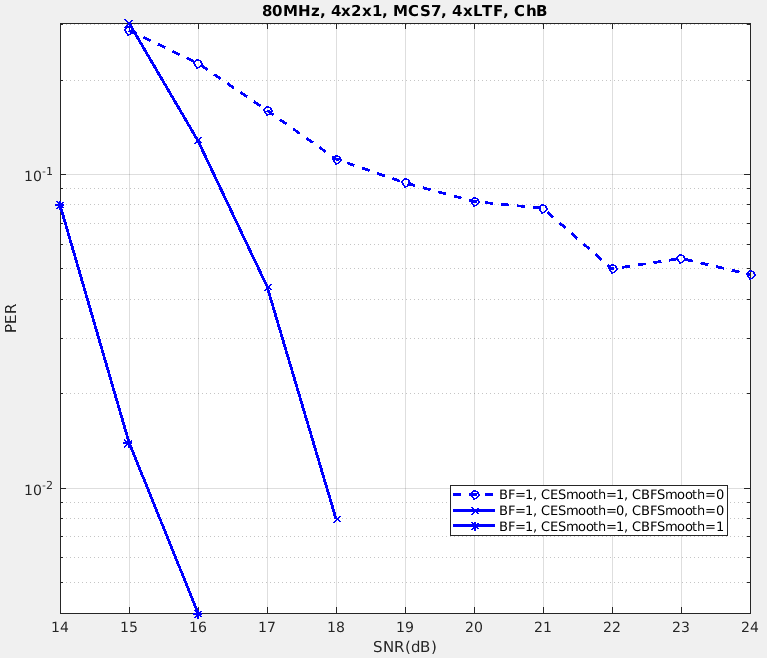 80MHz, 4x2x1, MCS7, 4xLTF, ChB
10^-1
10^-2
PER
BF=1, CESmooth=1, CBFSmooth=0
BF=1, CESmooth=0, CBFSmooth=0
BF=1, CESmooth=1, CBFSmooth=1
14 15 16 17 18 19 20 21 22 23 24
SNR(dB)